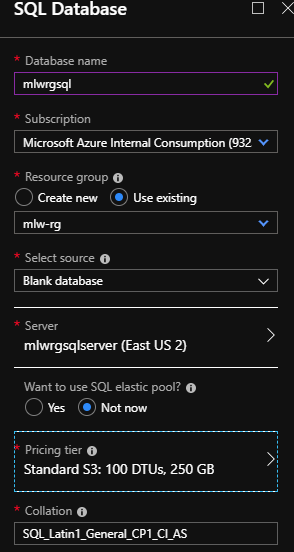 SQL Database
* Database name
mlwrgsql
* Subscription
Microsoft Azure Internal Consumption (932
* Resource group
Create new Use existing
mlw-rg
* Select source
Blank database
* Server
mlwrgsqlserver (East US 2)
Want to use SQL elastic pool?
Yes Not now
* Pricing tier
Standard S3: 100 DTUs, 250 GB
* Collation
SQL_Latin1_General_CP1_CI_AS